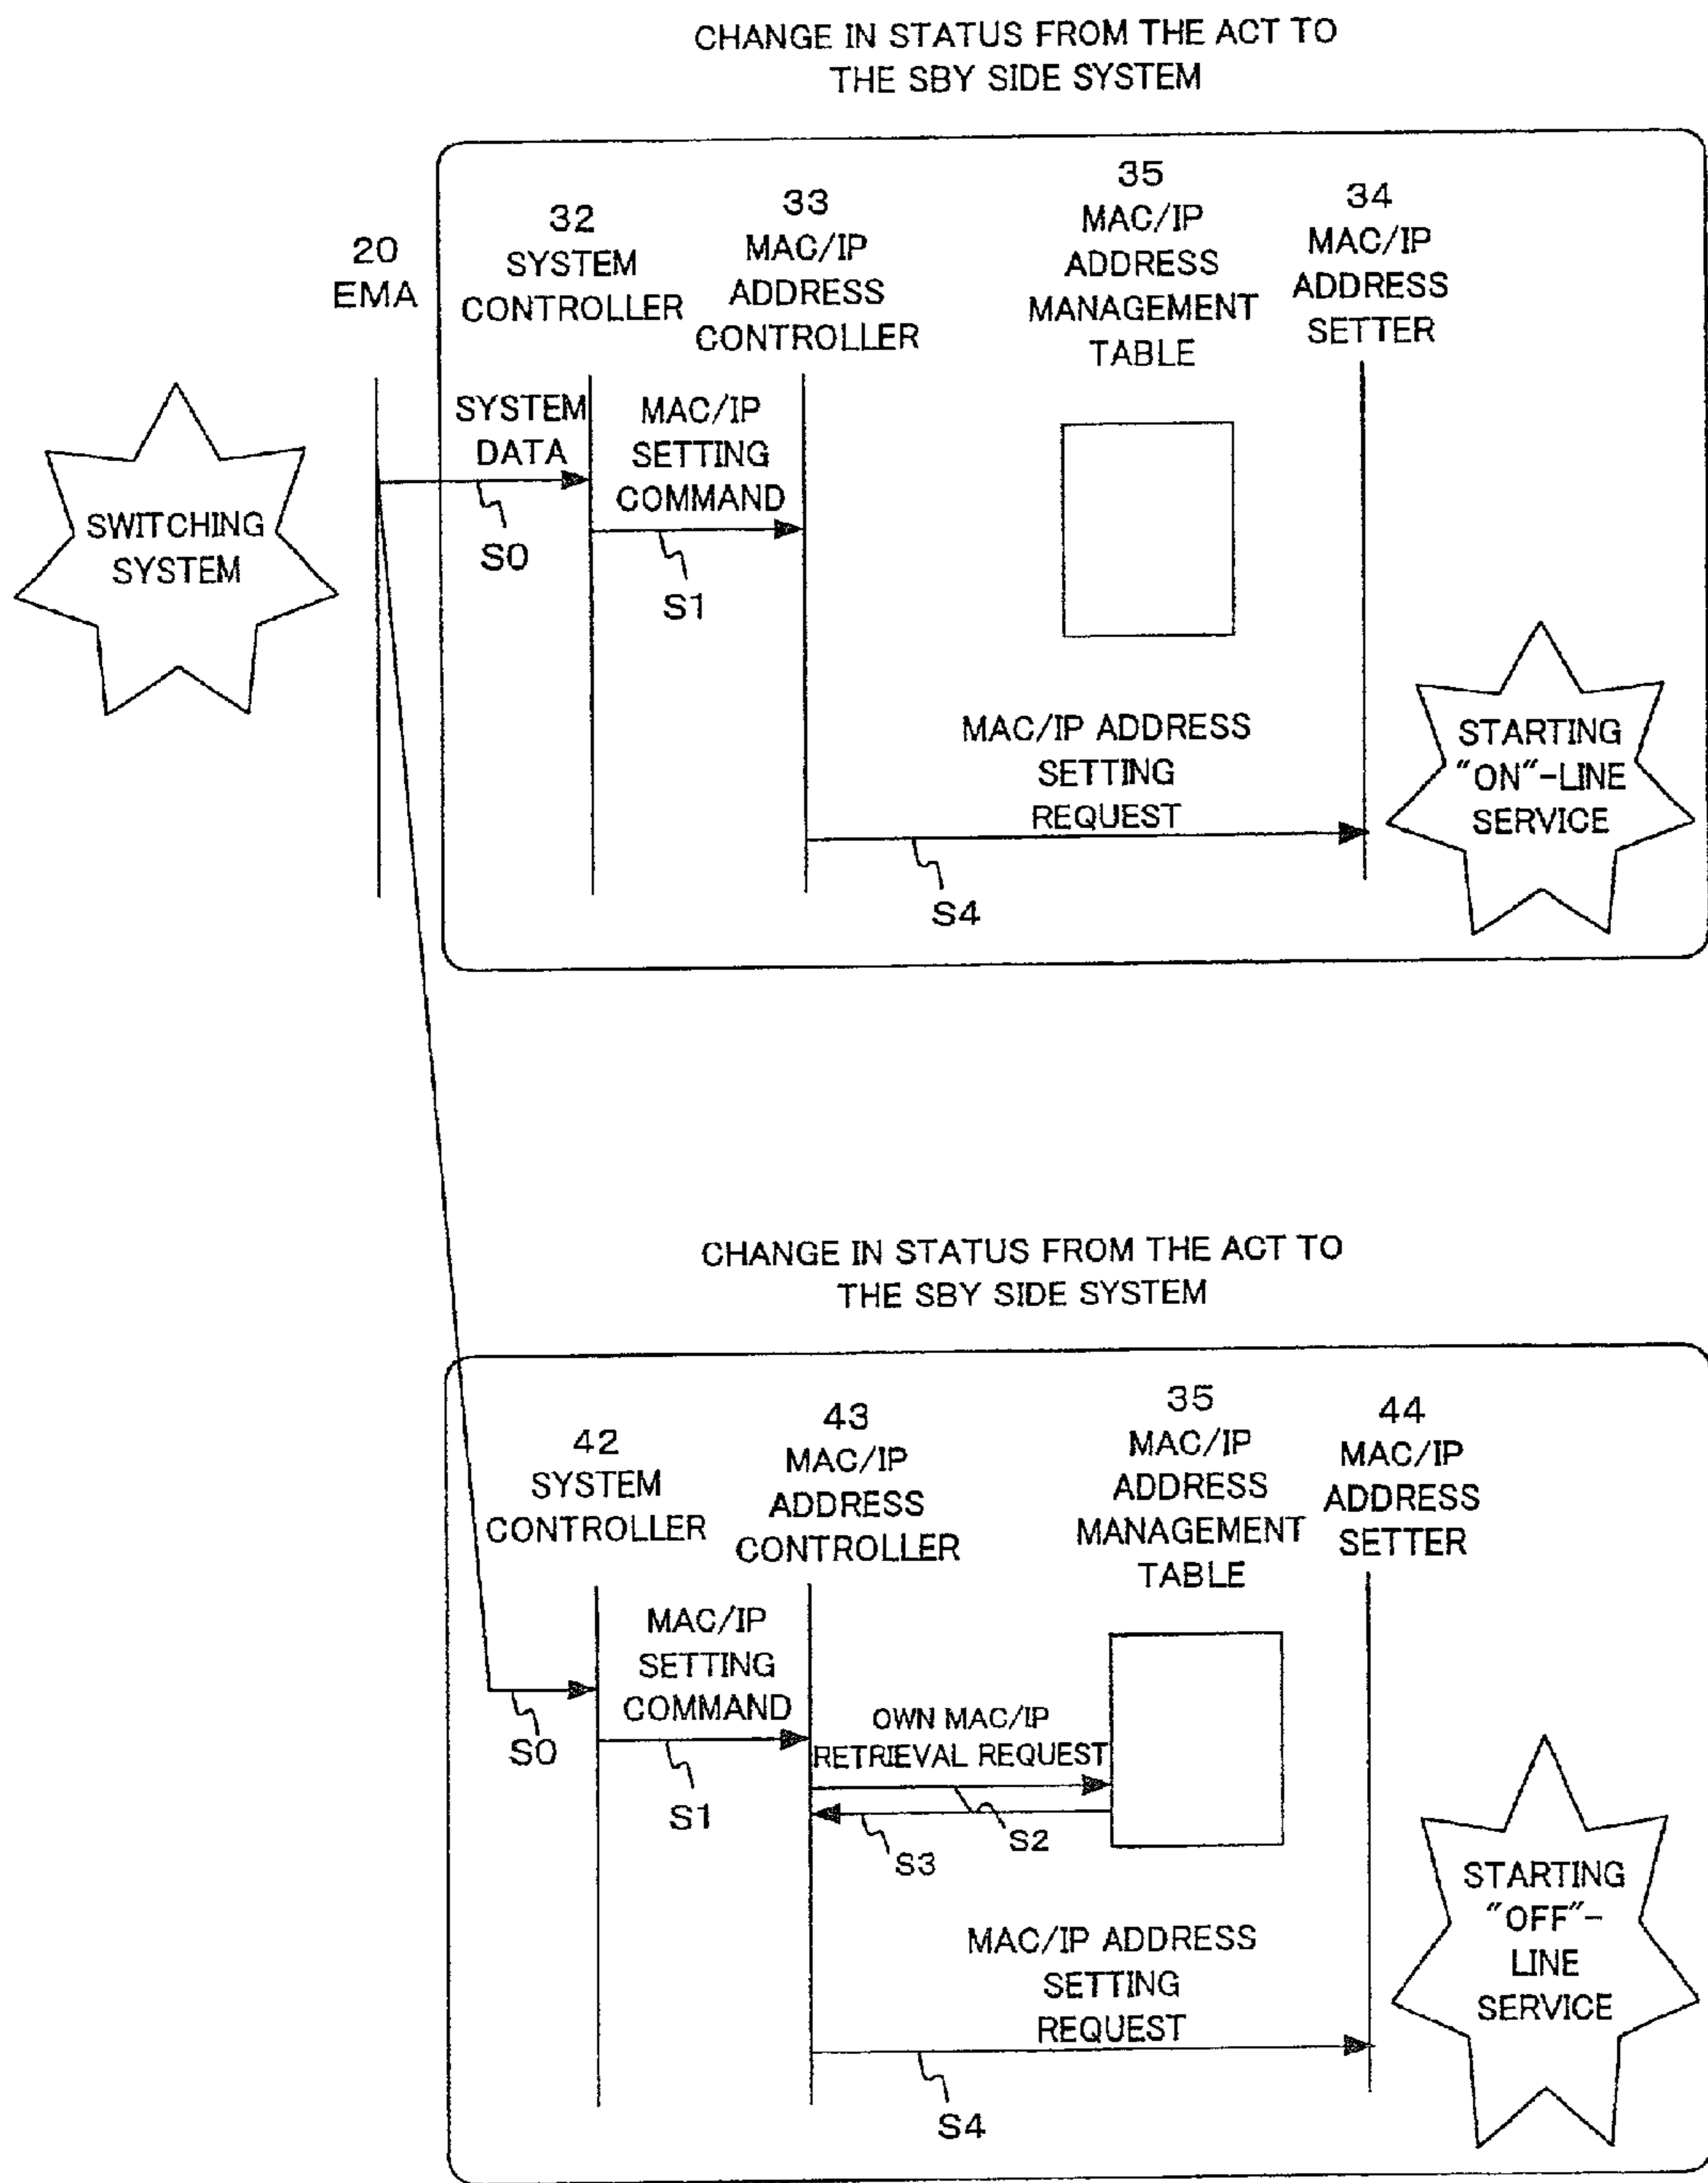 CHANGE IN STATUS FROM THE ACT TO
THE SBY SIDE SYSTEM
20
EMA
32
SYSTEM
CONTROLLER
33
MAC/IP
ADDRESS
CONTROLLER
35
MAC/IP
ADDRESS
MANAGEMENT
TABLE
34
MAC/IP
ADDRESS
SETTER
SWITCHING
SYSTEM
SYSTEM
DATA
S0
MAC/IP
SETTING
COMMAND
S1
MAC/IP ADDRESS
SETTING
REQUEST
S4
STARTING
"ON"-LINE
SERVICE
CHANGE IN STATUS FROM THE ACT TO
THE SBY SIDE SYSTEM
42
SYSTEM
CONTROLLER
43
MAC/IP
ADDRESS
CONTROLLER
35
MAC/IP
ADDRESS
MANAGEMENT
TABLE
44
MAC/IP
ADDRESS
SETTER
S0
MAC/IP
SETTING
COMMAND
S1
OWN MAC/IP
RETRIEVAL REQUEST
S2
S3
MAC/IP ADDRESS
SETTING
REQUEST
S4
STARTING
"OFF"-
LINE
SERVICE